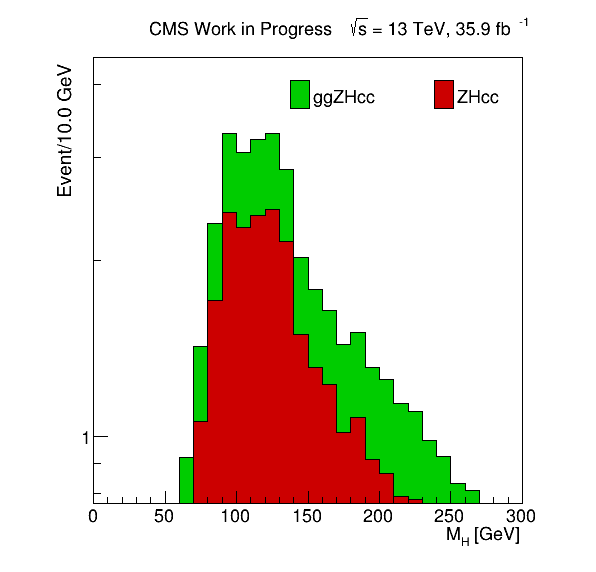 CMS Work in Progress √s = 13 TeV, 35.9 fb -1
Event/10.0 GeV
ggZHcc ZHcc
1
0 50 100 150 200 250 300
M_H [GeV]